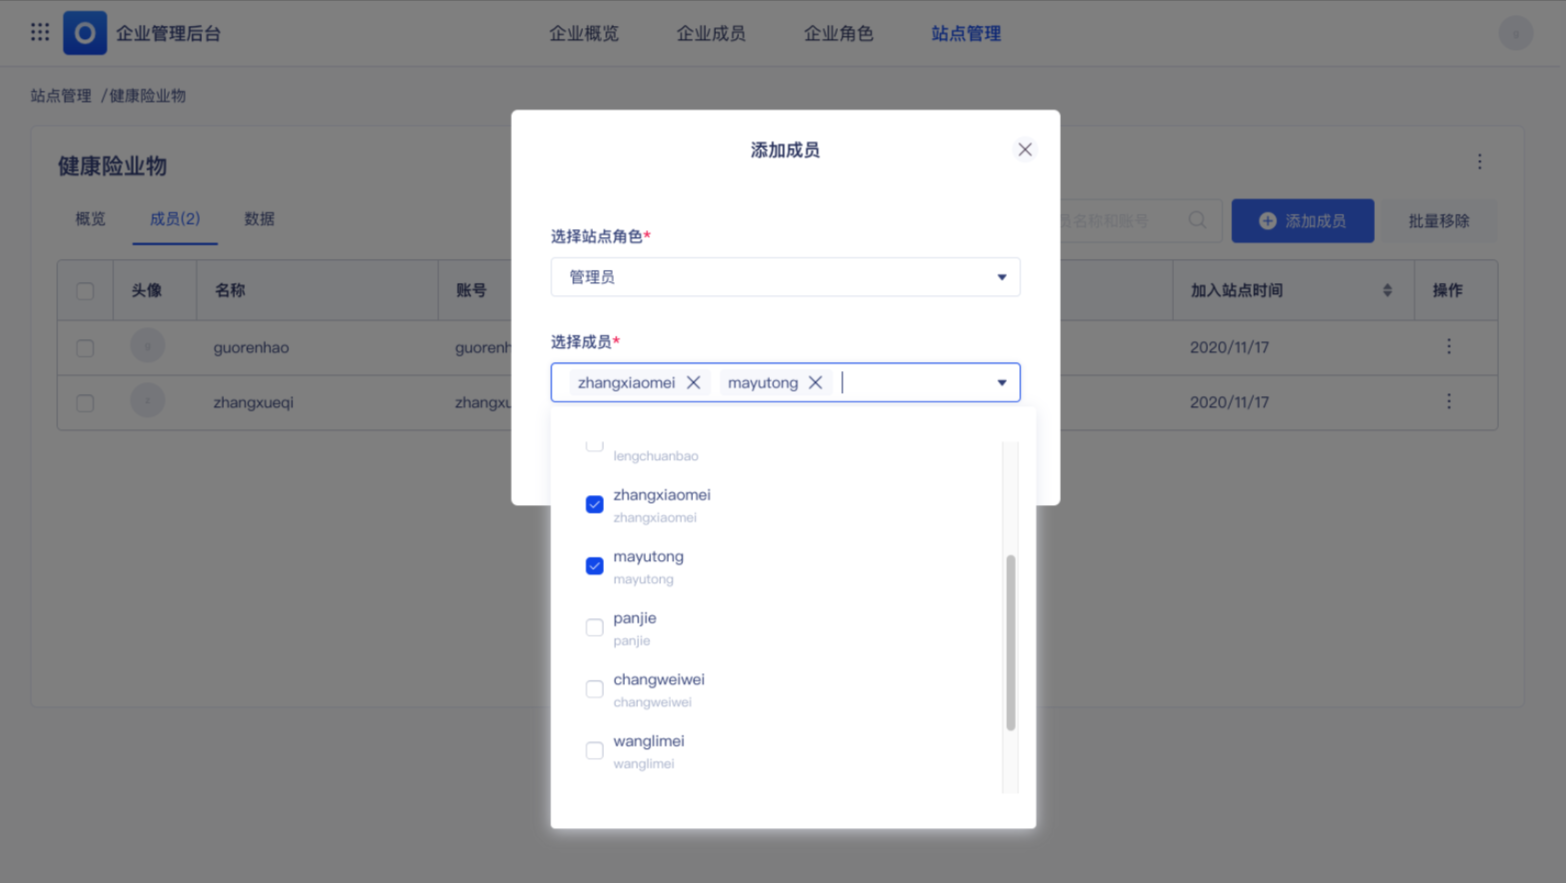 企业管理后台
企业概览
企业成员
企业角色
站点管理
站点管理 /健康险业物
健康险业物
概览
成员(2)
数据
员名称和账号
添加成员
批量移除
头像
名称
账号
加入站点时间
操作
guorenhao
guorenh
2020/11/17
zhangxueqi
zhangxu
2020/11/17
添加成员
选择站点角色*
管理员
选择成员*
zhangxiaomei
mayutong
lengchuanbao
zhangxiaomei
zhangxiaomei
mayutong
mayutong
panjie
panjie
changweiwei
changweiwei
wanglimei
wanglimei